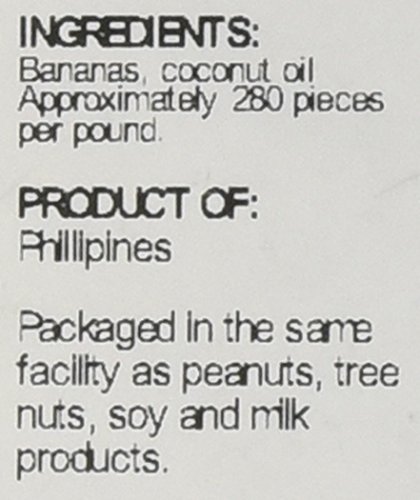 INGREDIENTS:
Bananas, coconut oil
Approximately 280 pieces
per pound.
PRODUCT OF:
Phillipines
Packaged in the same
facility as peanuts, tree
nuts, soy and milk
products.